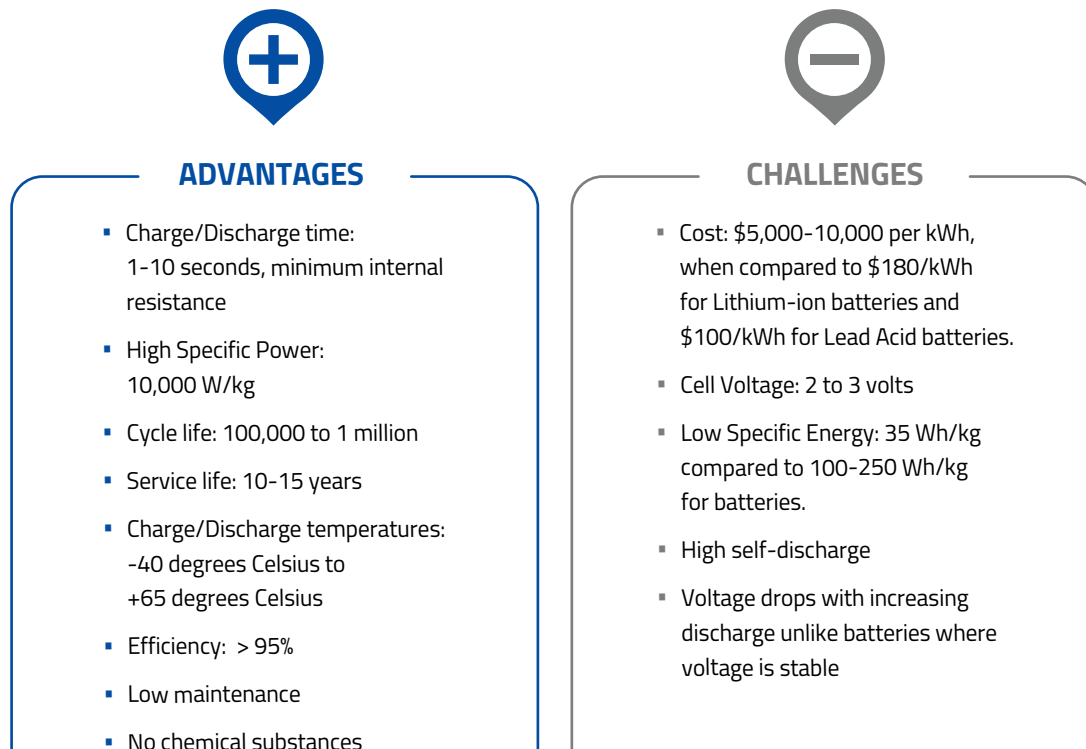 ADVANTAGES
▪ Charge/Discharge time:
1-10 seconds, minimum internal
resistance
▪ High Specific Power:
10,000 W/kg
▪ Cycle life: 100,000 to 1 million
▪ Service life: 10-15 years
▪ Charge/Discharge temperatures:
-40 degrees Celsius to
+65 degrees Celsius
▪ Efficiency: > 95%
▪ Low maintenance
▪ No chemical substances
CHALLENGES
▪ Cost: $5,000-10,000 per kWh,
when compared to $180/kWh
for Lithium-ion batteries and
$100/kWh for Lead Acid batteries.
▪ Cell Voltage: 2 to 3 volts
▪ Low Specific Energy: 35 Wh/kg
compared to 100-250 Wh/kg
for batteries.
▪ High self-discharge
▪ Voltage drops with increasing
discharge unlike batteries where
voltage is stable